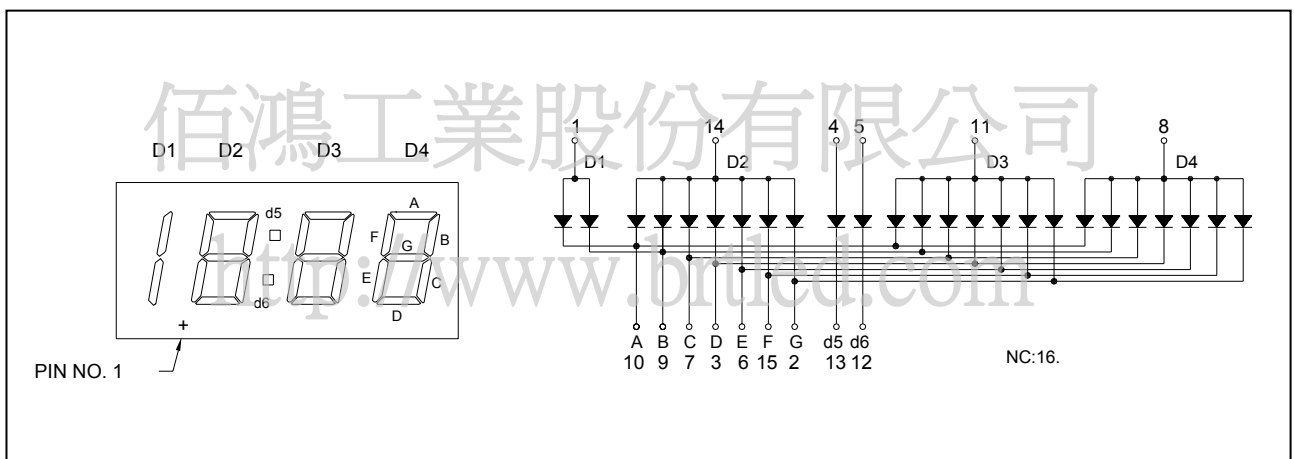 佰鴻工業股份有限公司
http://www.brtled.com
D1 D2 D3 D4
A
F B
G
E C
D
d5
d6
+
PIN NO. 1
1 14 4 5 11 8
D1 D2 D3 D4
A B C D E F G d5 d6
10 9 7 3 6 15 2 13 12
NC:16.